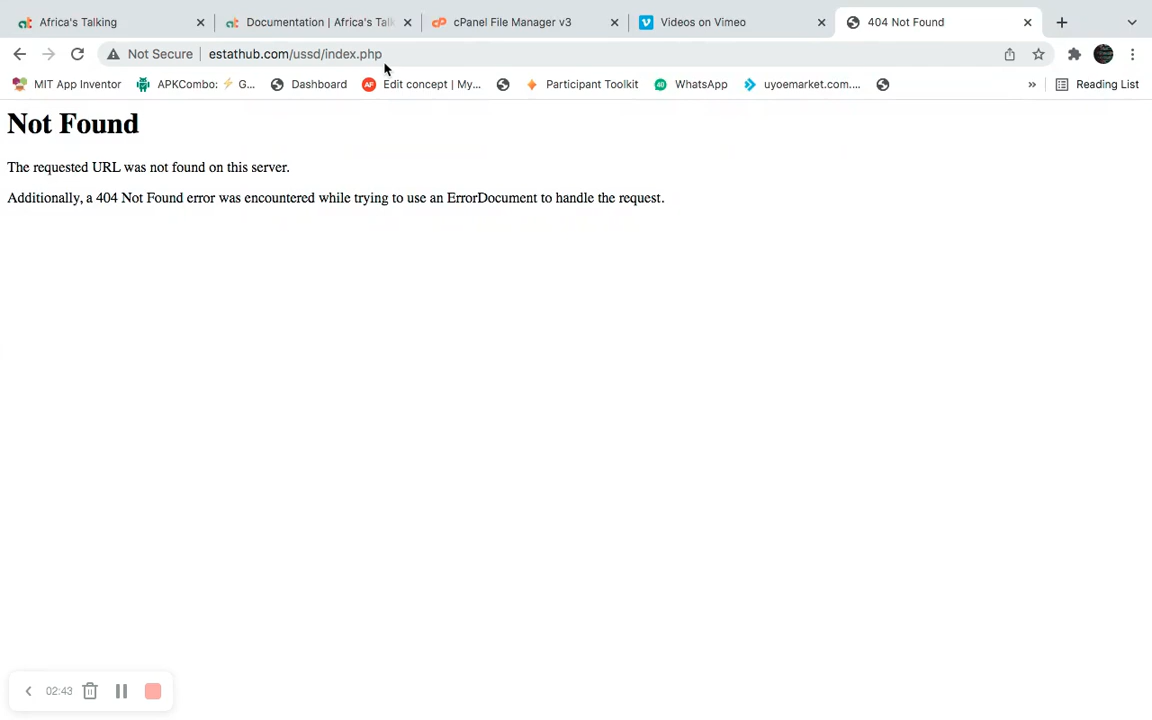 Africa's Talking
Documentation | Africa's Talk
cPanel File Manager v3
Videos on Vimeo
404 Not Found
Not Secure
estathub.com/ussd/index.php
MIT App Inventor
APKCombo: ⚡ G...
Dashboard
AF
Edit concept | My...
Participant Toolkit
WhatsApp
uyoemarket.com....
»
Reading List
Not Found
The requested URL was not found on this server.
Additionally, a 404 Not Found error was encountered while trying to use an ErrorDocument to handle the request.
02:43